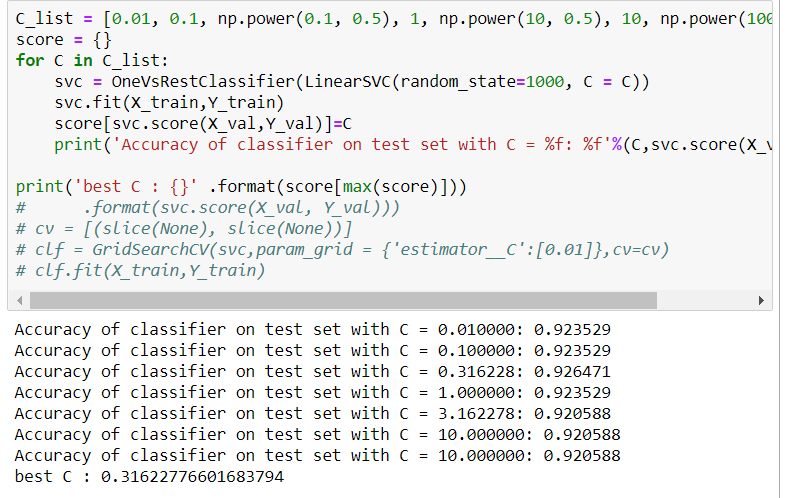 C_list = [0.01, 0.1, np.power(0.1, 0.5), 1, np.power(10, 0.5), 10, np.power(100
score = {}
for C in C_list:
    svc = OneVsRestClassifier(LinearSVC(random_state=1000, C = C))
    svc.fit(X_train,Y_train)
    score[svc.score(X_val,Y_val)]=C
    print('Accuracy of classifier on test set with C = %f: %f'%(C,svc.score(X_v
print('best C : {}' .format(score[max(score)]))
#      .format(svc.score(X_val, Y_val)))
# cv = [(slice(None), slice(None))]
# clf = GridSearchCV(svc,param_grid = {'estimator__C':[0.01]},cv=cv)
# clf.fit(X_train,Y_train)
Accuracy of classifier on test set with C = 0.010000: 0.923529
Accuracy of classifier on test set with C = 0.100000: 0.923529
Accuracy of classifier on test set with C = 0.316228: 0.926471
Accuracy of classifier on test set with C = 1.000000: 0.923529
Accuracy of classifier on test set with C = 3.162278: 0.920588
Accuracy of classifier on test set with C = 10.000000: 0.920588
Accuracy of classifier on test set with C = 10.000000: 0.920588
best C : 0.31622776601683794